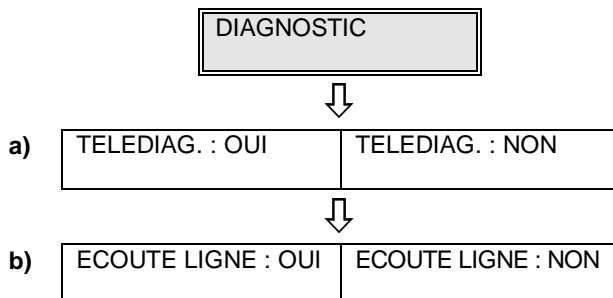 DIAGNOSTIC
a) TELEDIAG. : OUI TELEDIAG. : NON
b) ECOUTE LIGNE : OUI ECOUTE LIGNE : NON